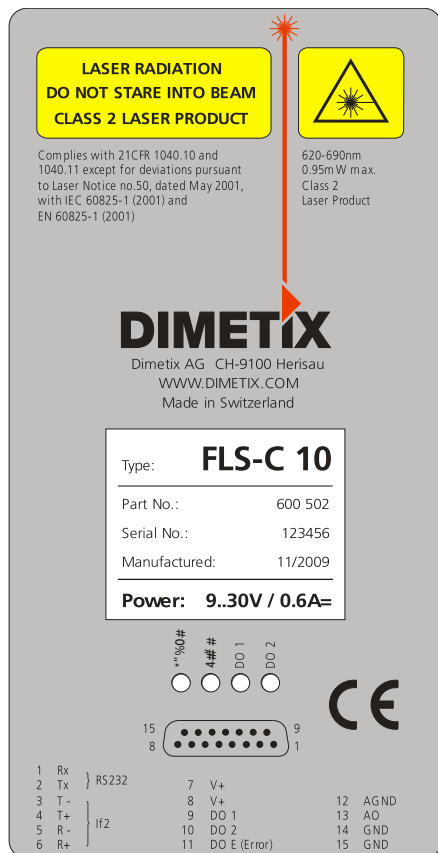 LASER RADIATION
DO NOT STARE INTO BEAM
CLASS 2 LASER PRODUCT
Complies with 21CFR 1040.10 and
1040.11 except for deviations pursuant
to Laser Notice no.50, dated May 2001,
with IEC 60825-1 (2001) and
EN 60825-1 (2001)
620-690nm
0.95mW max.
Class 2
Laser Product
DIMETIX
Dimetix AG CH-9100 Herisau
WWW.DIMETIX.COM
Made in Switzerland
Type: FLS-C 10
Part No.: 600 502
Serial No.: 123456
Manufactured: 11/2009
Power: 9..30V / 0.6A=
*"%0#
4## #
DO 1
DO 2
CE
15 9
8 1
1 Rx
2 Tx
RS232
3 T -
4 T+
5 R -
6 R+
If2
7 V+
8 V+
9 DO 1
10 DO 2
11 DO E (Error)
12 AGND
13 AO
14 GND
15 GND